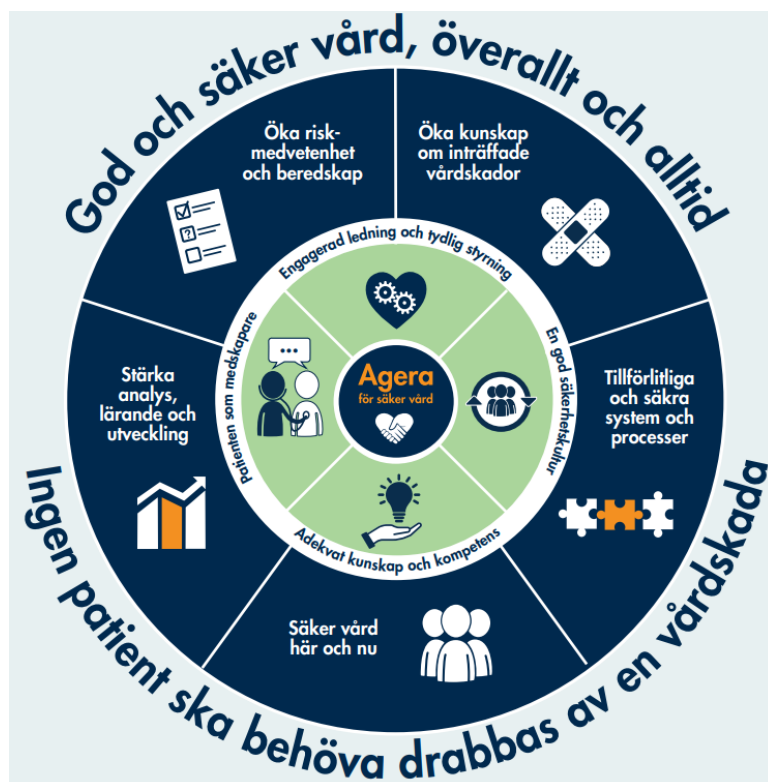 God och säker vård, överallt och alltid
Öka risk-
medvetenhet
och beredskap
Öka kunskap
om inträffade
vårdskador
Engagerad ledning och tydlig styrning
Patienten som medskapare
...
Agera
för säker vård
En god säkerhetskultur
Stärka
analys,
lärande och
utveckling
Tillförlitliga
och säkra
system och
processer
?
Adekvat kunskap och kompetens
Säker vård
här och nu
Ingen patient ska behöva drabbas av en vårdskada